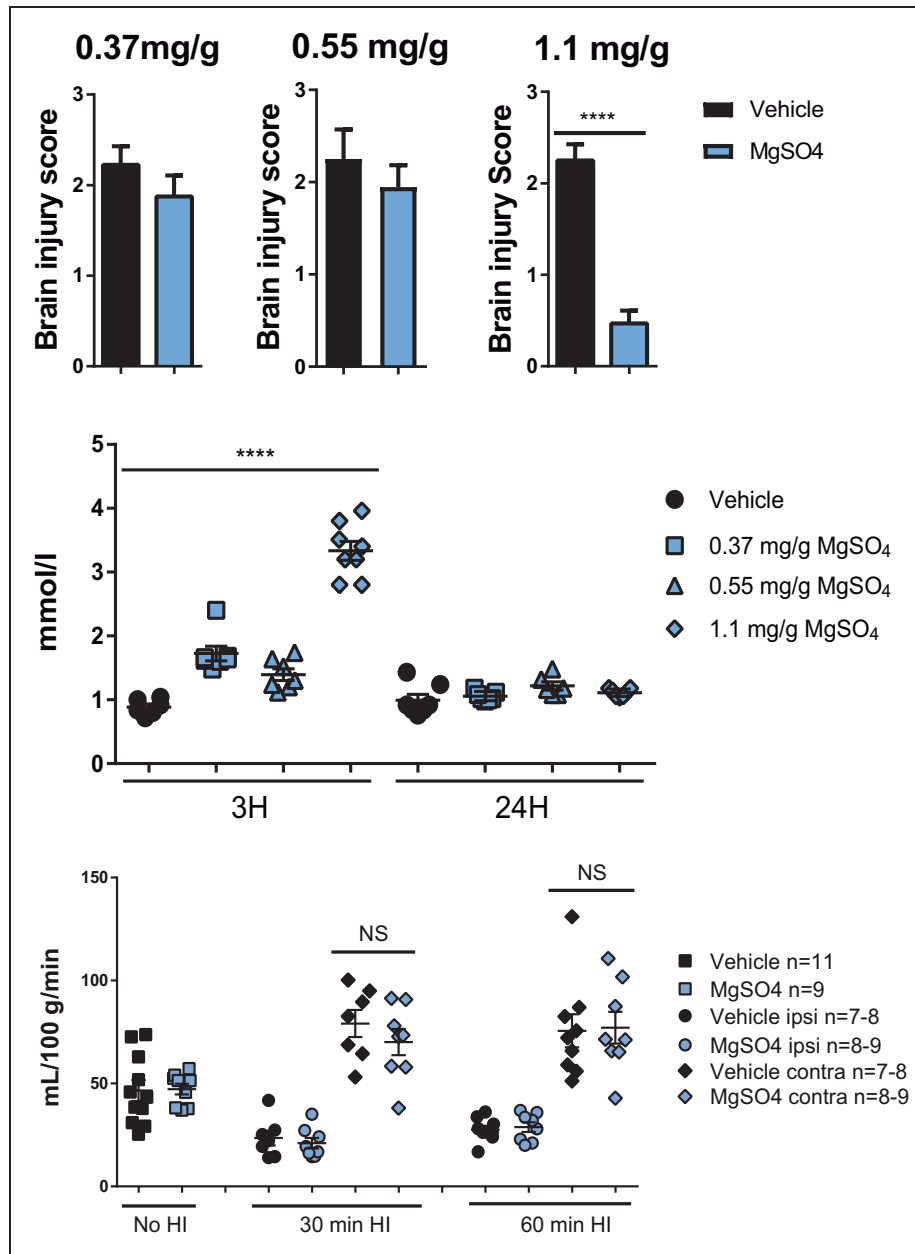 0.37mg/g
0.55 mg/g
1.1 mg/g
Brain injury score
3
2
1
0
Brain injury score
3
2
1
0
Brain injury Score
3
2
1
0
****
Vehicle
MgSO4
mmol/l
5
4
3
2
1
0
****
3H
24H
Vehicle
0.37 mg/g MgSO₄
0.55 mg/g MgSO₄
1.1 mg/g MgSO₄
mL/100 g/min
150
100
50
0
NS
NS
No HI
30 min HI
60 min HI
Vehicle n=11
MgSO4 n=9
Vehicle ipsi n=7-8
MgSO4 ipsi n=8-9
Vehicle contra n=7-8
MgSO4 contra n=8-9